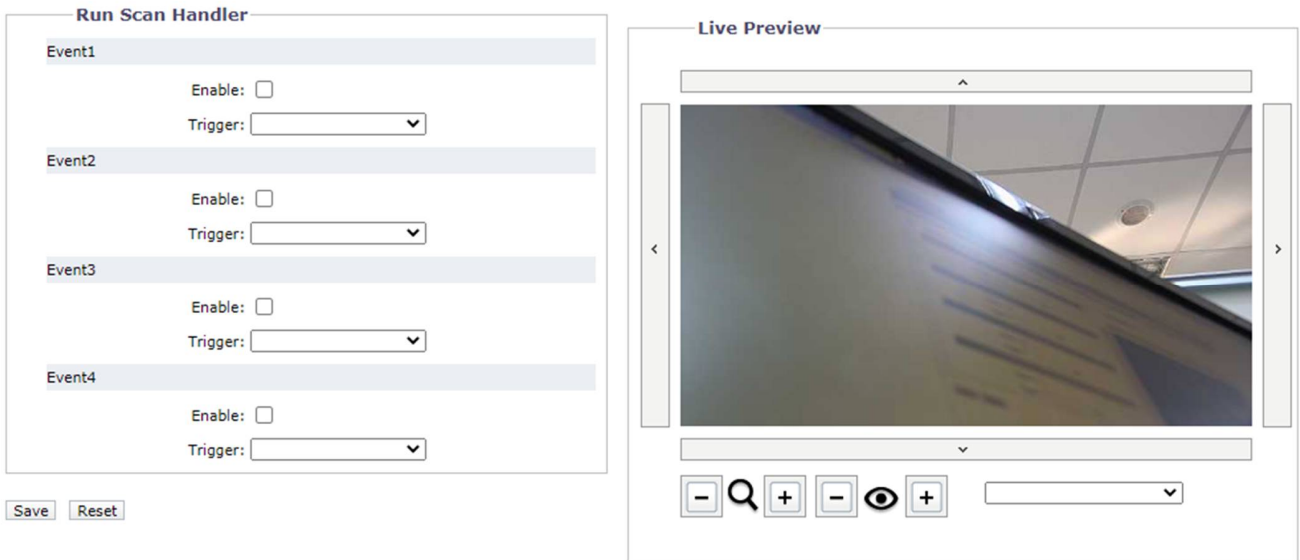 Run Scan Handler
Event1
Enable:
Trigger:
Event2
Enable:
Trigger:
Event3
Enable:
Trigger:
Event4
Enable:
Trigger:
Save Reset
Live Preview